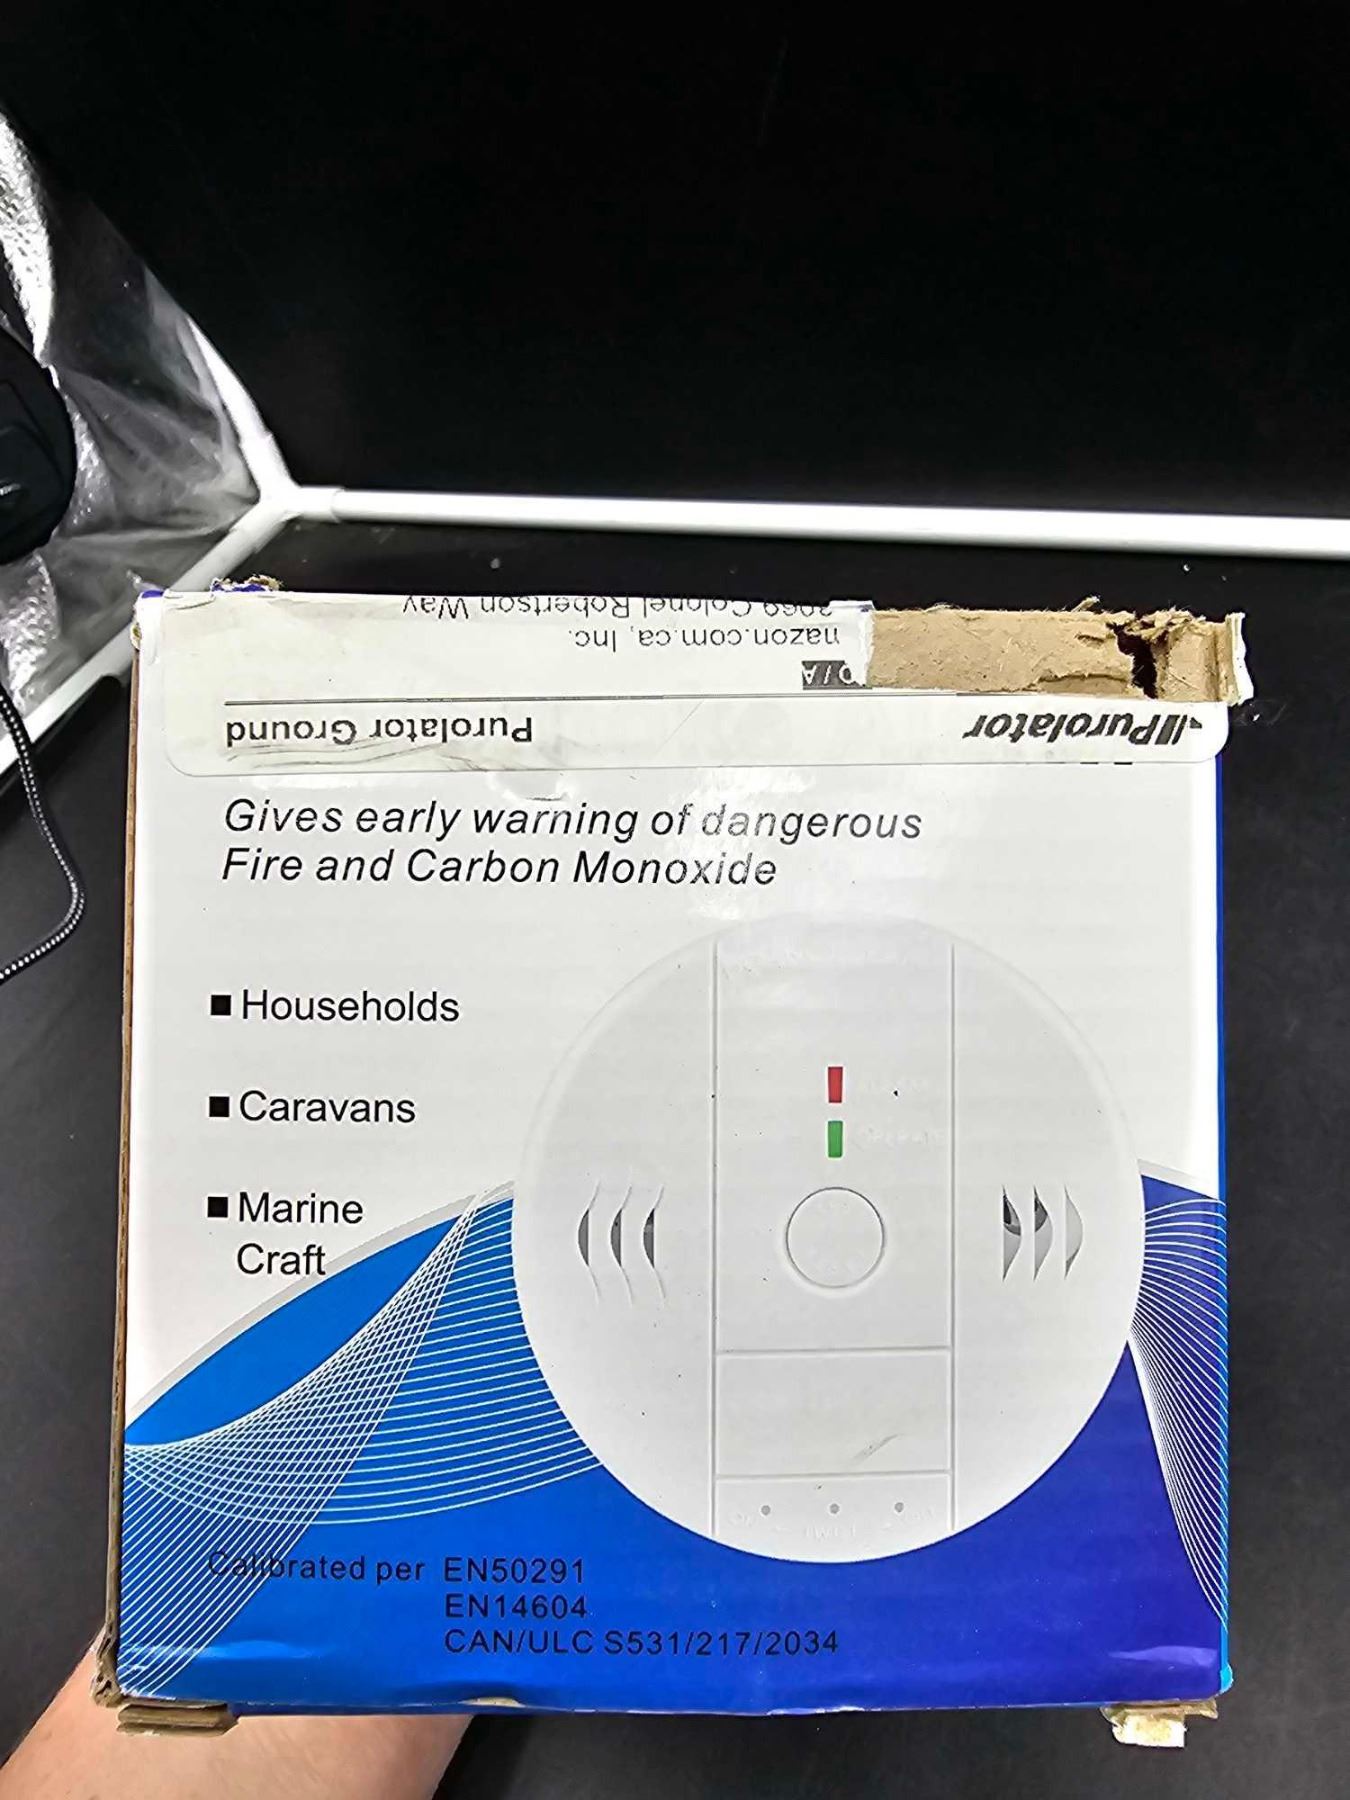 2069 Colonel Robertson Way
nazon.com.ca, Inc.
Purolator Ground
Purolator
Gives early warning of dangerous
Fire and Carbon Monoxide
■ Households
■ Caravans
■ Marine
Craft
Calibrated per EN50291
EN14604
CAN/ULC S531/217/2034